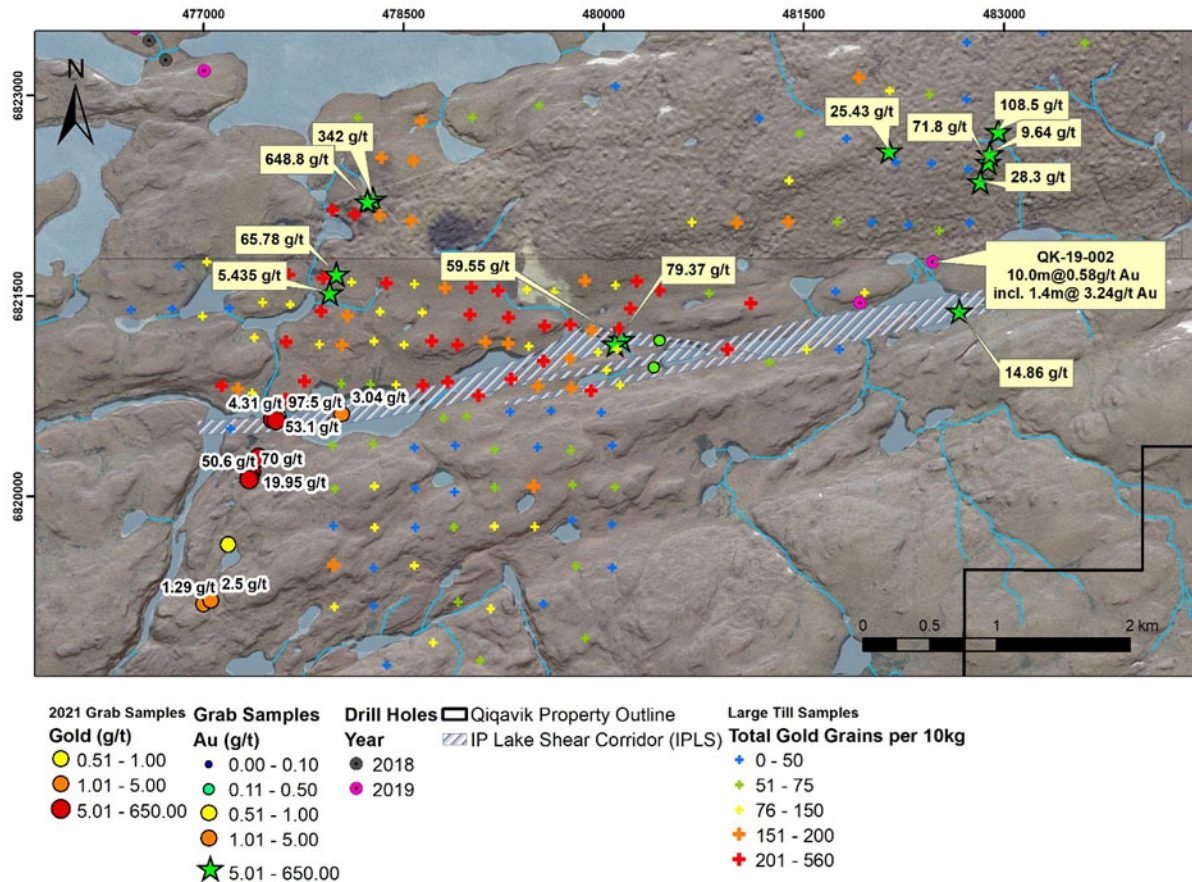 477000 478500 480000 481500 483000
N
6823000
6821500
6820000
342 g/t
648.8 g/t
25.43 g/t
108.5 g/t
71.8 g/t
9.64 g/t
28.3 g/t
65.78 g/t
5.435 g/t
59.55 g/t
79.37 g/t
QK-19-002
10.0m@0.58g/t Au
incl. 1.4m@ 3.24g/t Au
14.86 g/t
4.31 g/t
97.5 g/t
3.04 g/t
53.1 g/t
50.6 g/t
70 g/t
19.95 g/t
1.29 g/t
2.5 g/t
0 0.5 1 2 km
2021 Grab Samples
Gold (g/t)
0.51 - 1.00
1.01 - 5.00
5.01 - 650.00
Grab Samples
Au (g/t)
0.00 - 0.10
0.11 - 0.50
0.51 - 1.00
1.01 - 5.00
5.01 - 650.00
Drill Holes
Year
2018
2019
Qiqavik Property Outline
IP Lake Shear Corridor (IPLS)
Large Till Samples
Total Gold Grains per 10kg
0 - 50
51 - 75
76 - 150
151 - 200
201 - 560